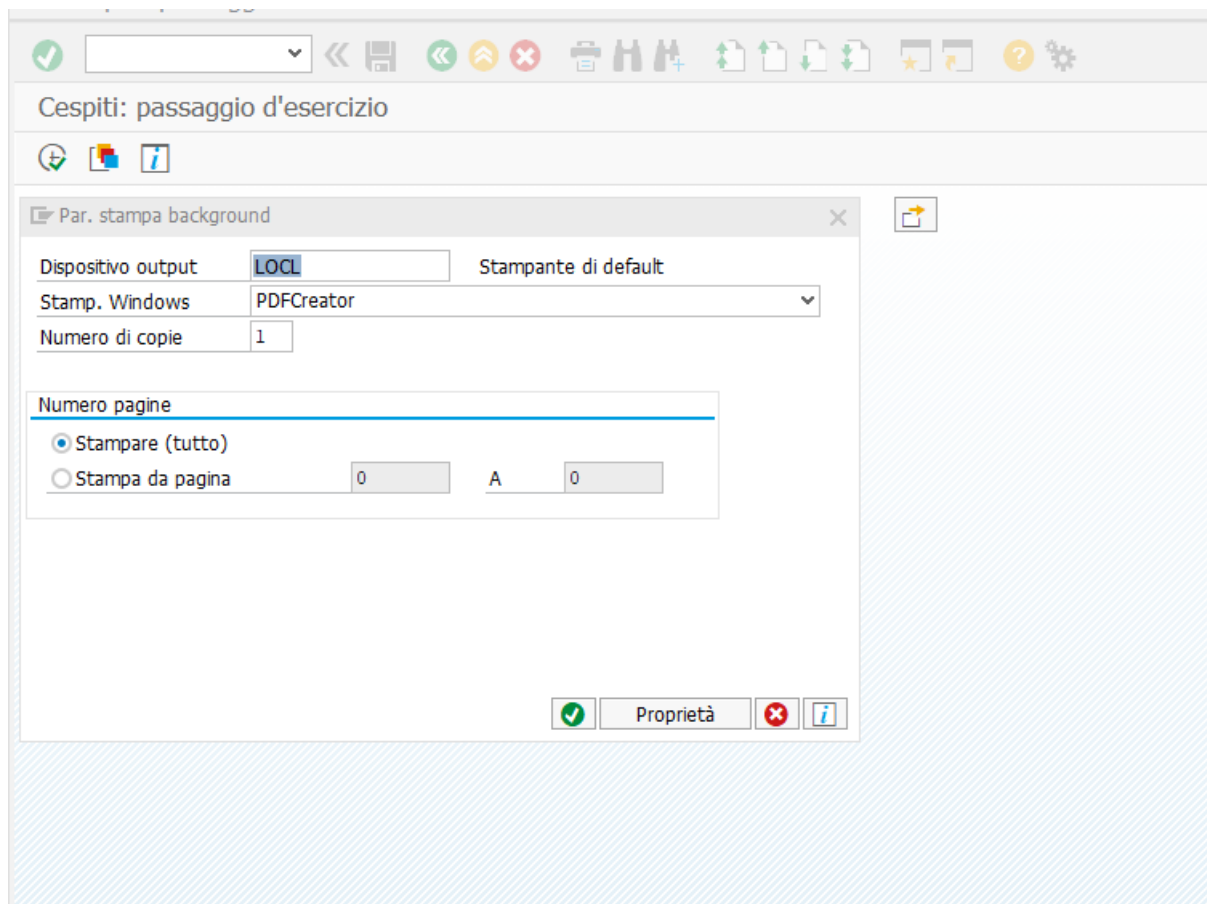 Cespiti: passaggio d'esercizio
Par. stampa background
Dispositivo output LOCL Stampante di default
Stamp. Windows PDFCreator
Numero di copie 1
Numero pagine
Stampare (tutto)
Stampa da pagina 0 A 0
Proprietà